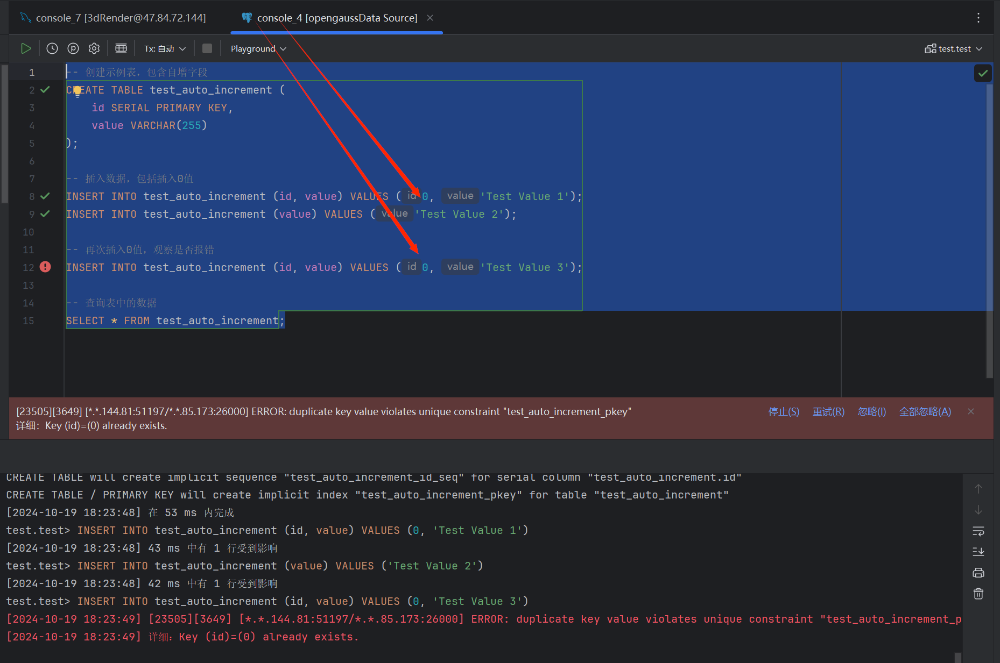 console_7 [3dRender@47.84.72.144]
console_4 [opengaussData Source]
Tx: 自动
Playground
test.test
1 -- 创建示例表，包含自增字段
2 CREATE TABLE test_auto_increment (
3 id SERIAL PRIMARY KEY,
4 value VARCHAR(255)
5 );
6
7 -- 插入数据，包括插入0值
8 INSERT INTO test_auto_increment (id, value) VALUES ( id 0, value 'Test Value 1');
9 INSERT INTO test_auto_increment (value) VALUES ( value 'Test Value 2');
10
11 -- 再次插入0值，观察是否报错
12 INSERT INTO test_auto_increment (id, value) VALUES ( id 0, value 'Test Value 3');
13
14 -- 查询表中的数据
15 SELECT * FROM test_auto_increment;
[23505][3649] [*.*.144.81:51197/*.*.85.173:26000] ERROR: duplicate key value violates unique constraint "test_auto_increment_pkey"
停止(S) 重试(R) 忽略(I) 全部忽略(A)
详细：Key (id)=(0) already exists.
CREATE TABLE will create implicit sequence "test_auto_increment_id_seq" for serial column "test_auto_increment.id"
CREATE TABLE / PRIMARY KEY will create implicit index "test_auto_increment_pkey" for table "test_auto_increment"
[2024-10-19 18:23:48] 在 53 ms 内完成
test.test> INSERT INTO test_auto_increment (id, value) VALUES (0, 'Test Value 1')
[2024-10-19 18:23:48] 43 ms 中有 1 行受到影响
test.test> INSERT INTO test_auto_increment (value) VALUES ('Test Value 2')
[2024-10-19 18:23:48] 42 ms 中有 1 行受到影响
test.test> INSERT INTO test_auto_increment (id, value) VALUES (0, 'Test Value 3')
[2024-10-19 18:23:49] [23505][3649] [*.*.144.81:51197/*.*.85.173:26000] ERROR: duplicate key value violates unique constraint "test_auto_increment_p
[2024-10-19 18:23:49] 详细：Key (id)=(0) already exists.